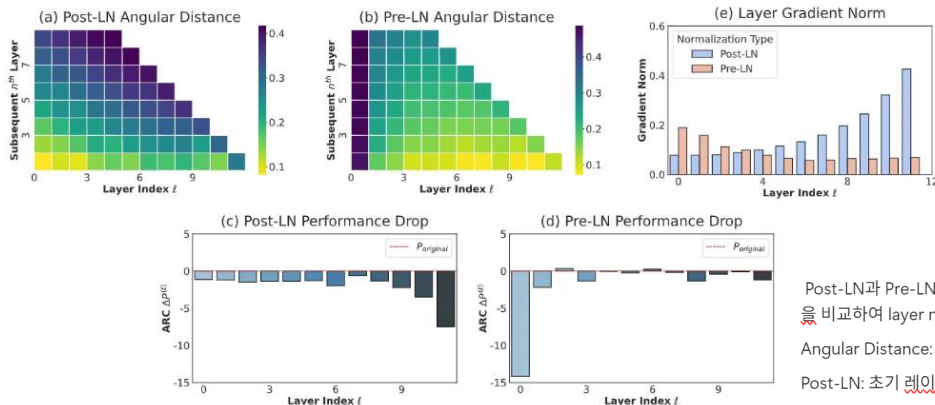 (a) Post-LN Angular Distance
Subsequent nth Layer
7
5
3
0 3 6 9
Layer Index ℓ
0.4
0.3
0.2
0.1
(b) Pre-LN Angular Distance
Subsequent nth Layer
7
5
3
0 3 6 9
Layer Index ℓ
0.4
0.3
0.2
0.1
(e) Layer Gradient Norm
Normalization Type
Post-LN
Pre-LN
Gradient Norm
0.6
0.4
0.2
0.0
0 4 8 12
Layer Index ℓ
(c) Post-LN Performance Drop
P original
ARC ΔP(ℓ)
5
0
-5
-10
-15
0 3 6 9
Layer Index ℓ
(d) Pre-LN Performance Drop
P original
ARC ΔP(ℓ)
5
0
-5
-10
-15
0 3 6 9
Layer Index ℓ
Post-LN과 Pre-LN
을 비교하여 layer n
Angular Distance:
Post-LN: 초기 레이